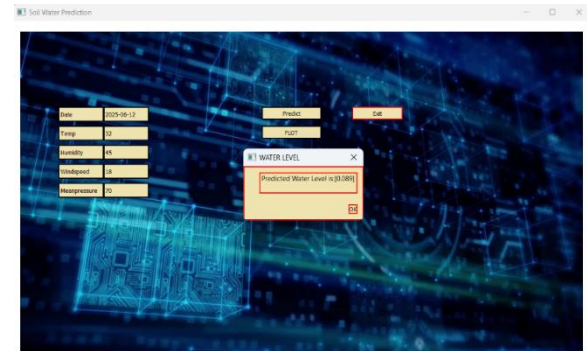 Soil Water Prediction
Date 2025-06-12
Temp 32
Humidity 45
Windspeed 18
Meanpressure 70
Predict
PLOT
Exit
WATER LEVEL
Predicted Water Level is:[0.089]
OK